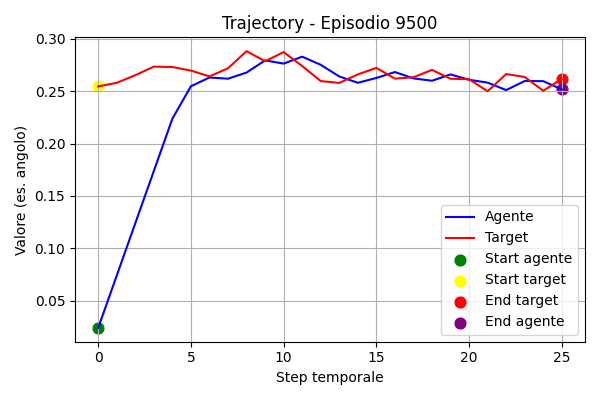 Trajectory - Episodio 9500
Valore (es. angolo)
0.30
0.25
0.20
0.15
0.10
0.05
0
5
10
15
20
25
Step temporale
Agente
Target
Start agente
Start target
End target
End agente